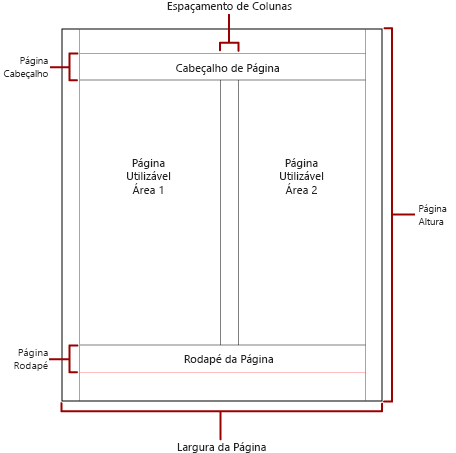 Espaçamento de Colunas
Página
Cabeçalho
Cabeçalho de Página
Página
Utilizável
Área 1
Página
Utilizável
Área 2
Página
Altura
Página
Rodapé
Rodapé da Página
Largura da Página